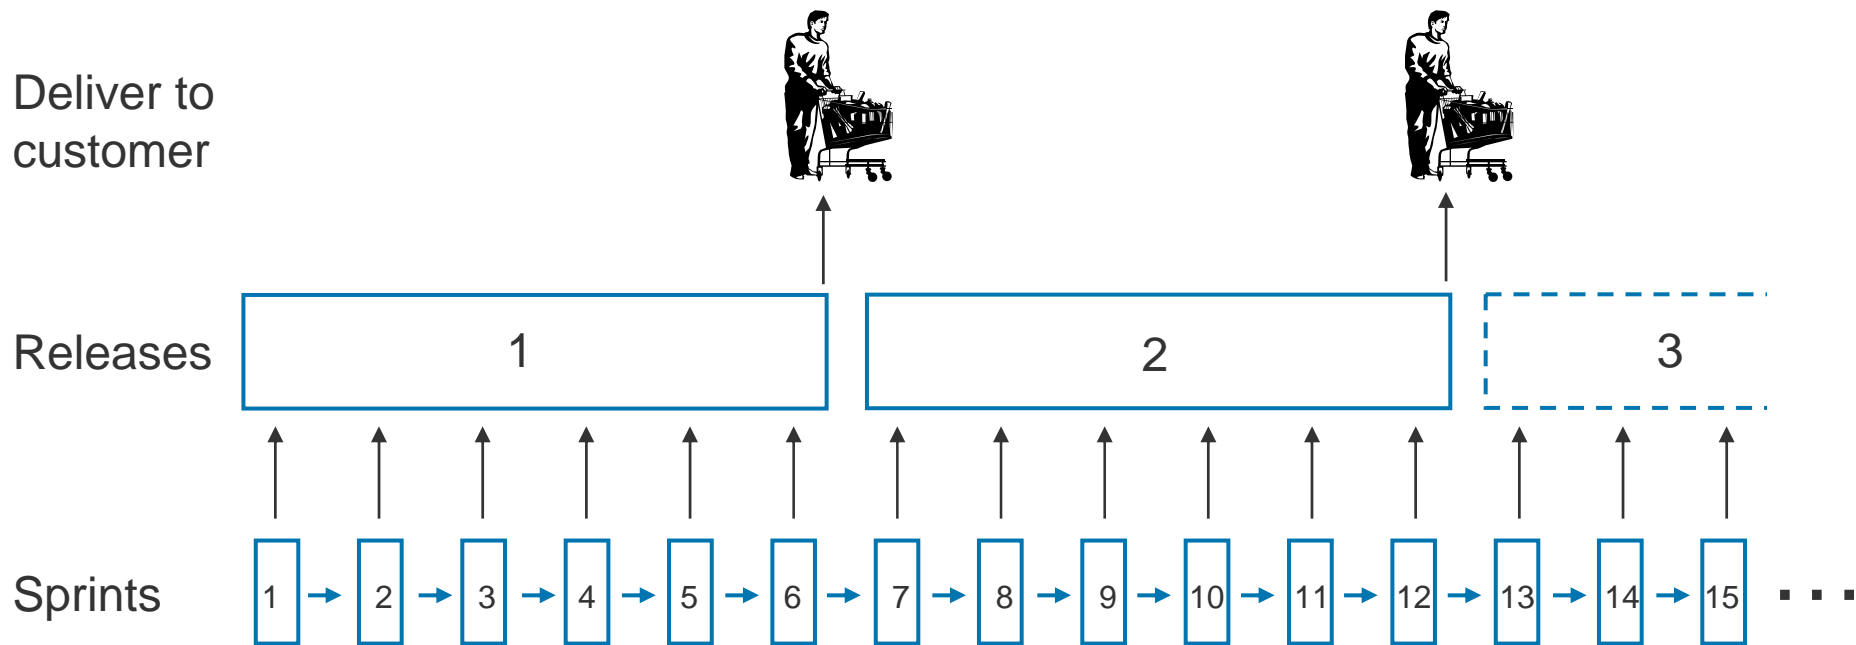 Deliver to
customer
Releases 1 2 3
Sprints 1 2 3 4 5 6 7 8 9 10 11 12 13 14 15 . . .